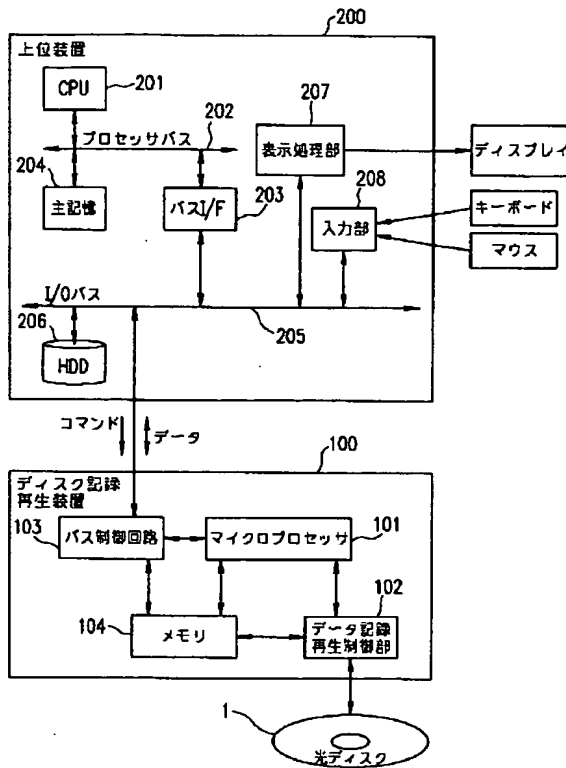 200
上位装置
CPU
201
202
プロセッサバス
207
表示処理部
ディスプレイ
204
主記憶
バスI/F
203
208
入力部
キーボード
マウス
I/Oバス
206
HDD
205
コマンド
データ
100
ディスク記録
再生装置
103
バス制御回路
マイクロプロセッサ
101
102
104
メモリ
データ記録
再生制御部
1
光ディスク